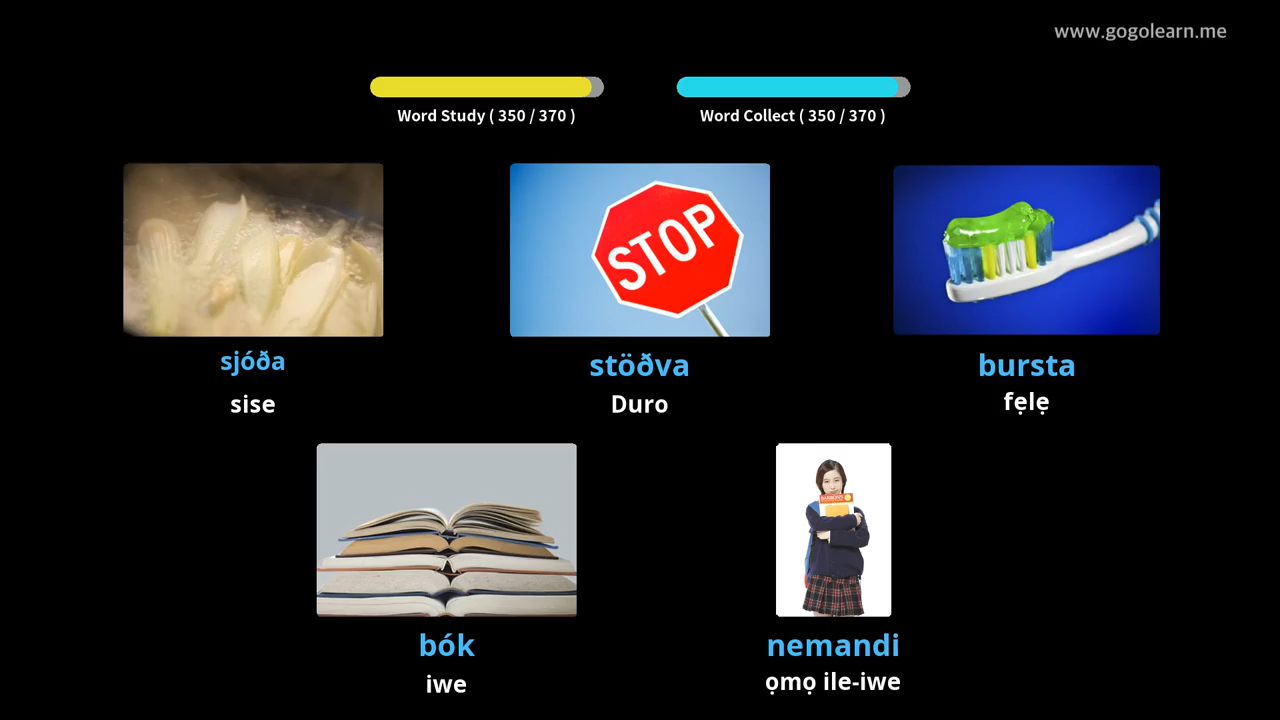 www.gogolearn.me
Word Study ( 350 / 370 )
Word Collect ( 350 / 370 )
STOP
sjóða
sise
stöðva
Duro
bursta
fẹlẹ
bók
iwe
nemandi
ọmọ ile-iwe